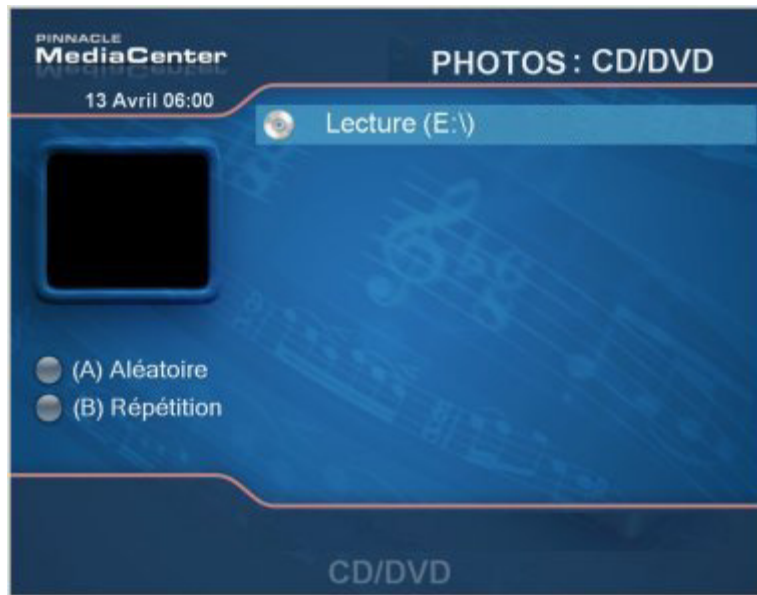 PINNACLE
MediaCenter
PHOTOS : CD/DVD
13 Avril 06:00
Lecture (E:\)
(A) Aléatoire
(B) Répétition
CD/DVD